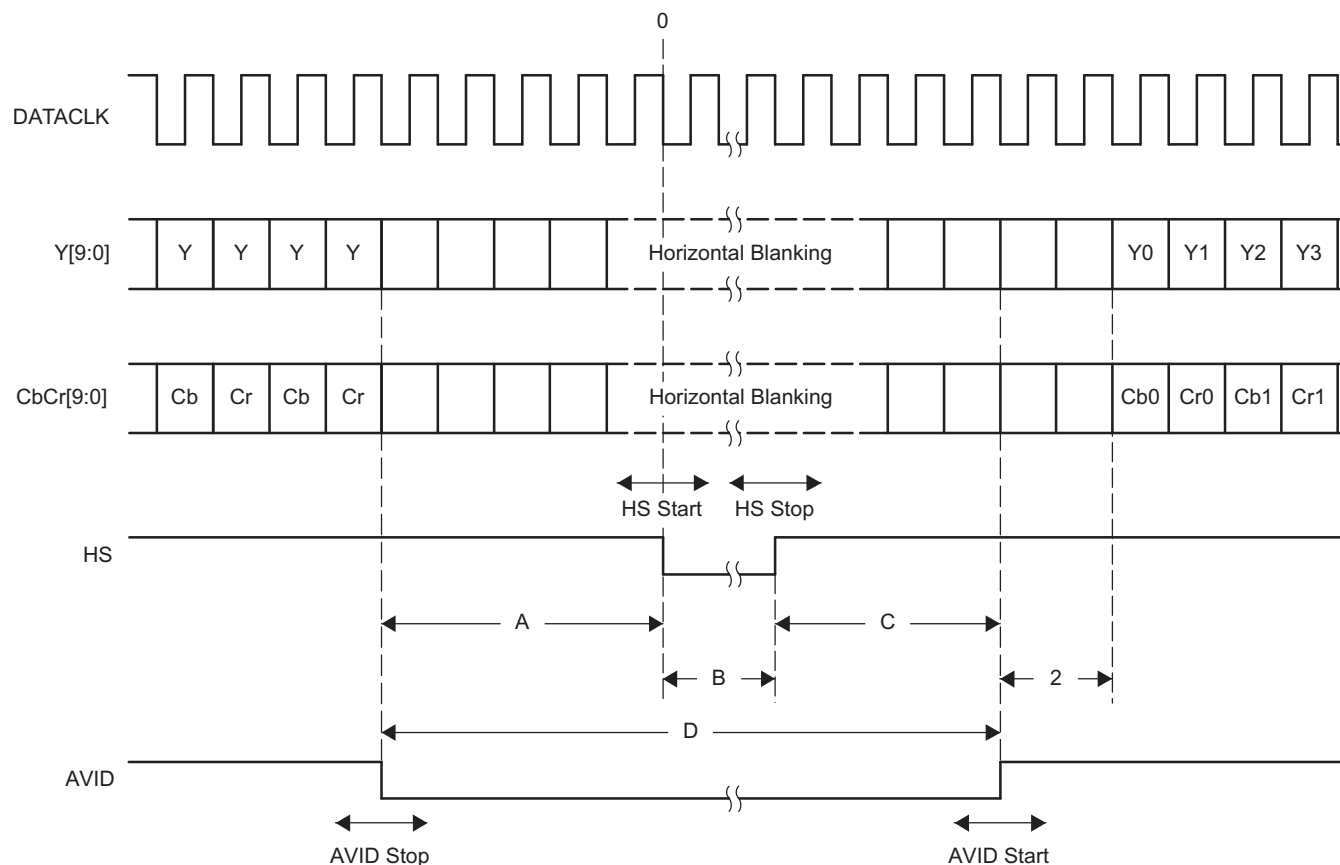 0
DATACLK
Y[9:0] Y Y Y Y Horizontal Blanking Y0 Y1 Y2 Y3
CbCr[9:0] Cb Cr Cb Cr Horizontal Blanking Cb0 Cr0 Cb1 Cr1
HS Start HS Stop
HS
A C
B 2
D
AVID
AVID Stop AVID Start